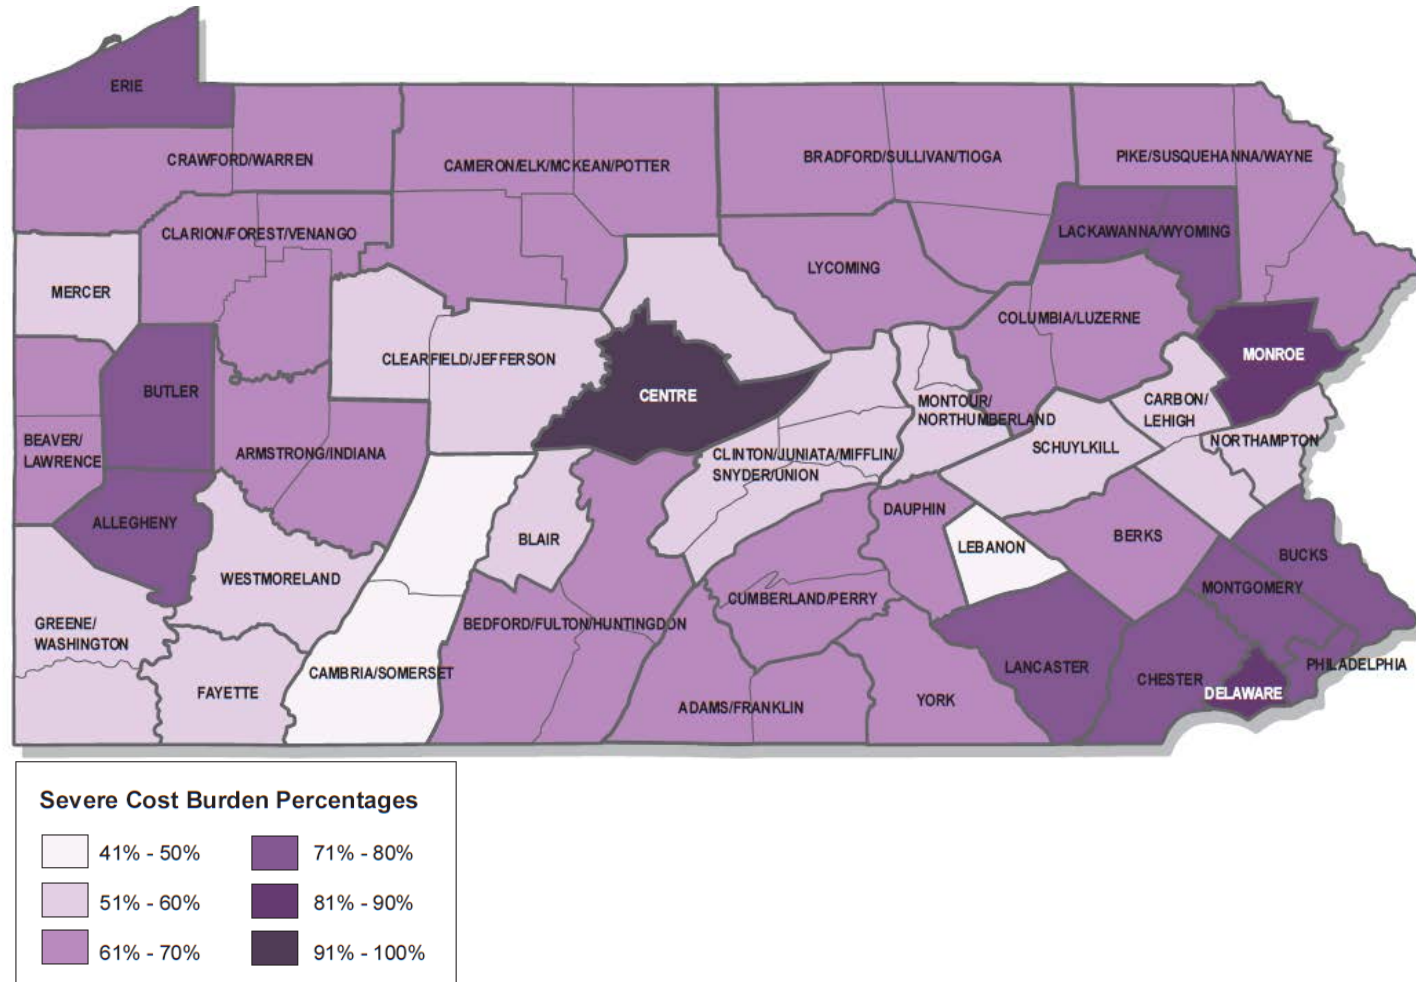 ERIE
CRAWFORD/WARREN
CAMERON/ELK/MCKEAN/POTTER
BRADFORD/SULLIVAN/TIOGA
PIKE/SUSQUEHANNA/WAYNE
CLARION/FOREST/VENANGO
LACKAWANNA/WYOMING
LYCOMING
MERCER
COLUMBIA/LUZERNE
CLEARFIELD/JEFFERSON
MONROE
BUTLER
CENTRE
MONTOUR/
NORTHUMBERLAND
CARBON/
LEHIGH
BEAVER/
LAWRENCE
ARMSTRONG/INDIANA
CLINTON/JUNIATA/MIFFLIN/
SNYDER/UNION
SCHUYLKILL
NORTHAMPTON
ALLEGHENY
DAUPHIN
BLAIR
LEBANON
BERKS
BUCKS
WESTMORELAND
MONTGOMERY
CUMBERLAND/PERRY
GREENE/
WASHINGTON
BEDFORD/FULTON/HUNTINGDON
CAMBRIA/SOMERSET
LANCASTER
PHILADELPHIA
CHESTER
FAYETTE
DELAWARE
ADAMS/FRANKLIN
YORK
Severe Cost Burden Percentages
41% - 50%
71% - 80%
51% - 60%
81% - 90%
61% - 70%
91% - 100%